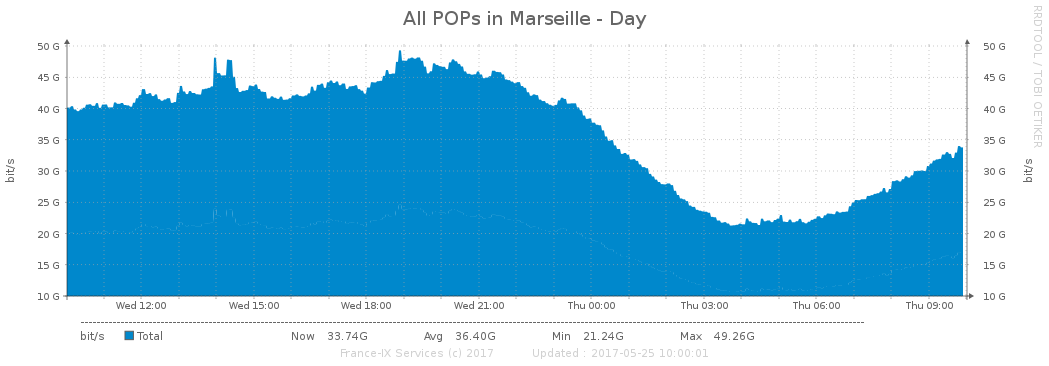 All POPs in Marseille - Day
RRDTOOL / TOBI OETIKER
50 G 50 G
45 G 45 G
40 G 40 G
35 G 35 G
30 G 30 G
25 G 25 G
20 G 20 G
15 G 15 G
10 G 10 G
bit/s bit/s
Wed 12:00 Wed 15:00 Wed 18:00 Wed 21:00 Thu 00:00 Thu 03:00 Thu 06:00 Thu 09:00
bit/s Total Now 33.74G Avg 36.40G Min 21.24G Max 49.26G
France-IX Services (c) 2017 Updated : 2017-05-25 10:00:01